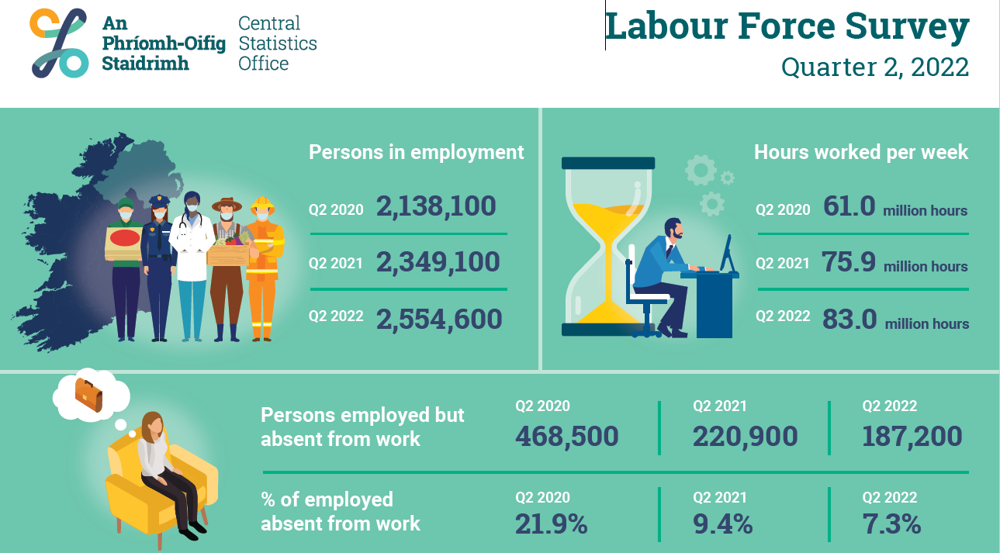 An
Phríomh-Oifig
Staidrimh
Central
Statistics
Office
Labour Force Survey
Quarter 2, 2022
Persons in employment
Q2 2020 2,138,100
Q2 2021 2,349,100
Q2 2022 2,554,600
Hours worked per week
Q2 2020 61.0 million hours
Q2 2021 75.9 million hours
Q2 2022 83.0 million hours
Persons employed but
absent from work
Q2 2020 Q2 2021 Q2 2022
468,500 220,900 187,200
% of employed
absent from work
Q2 2020 Q2 2021 Q2 2022
21.9% 9.4% 7.3%